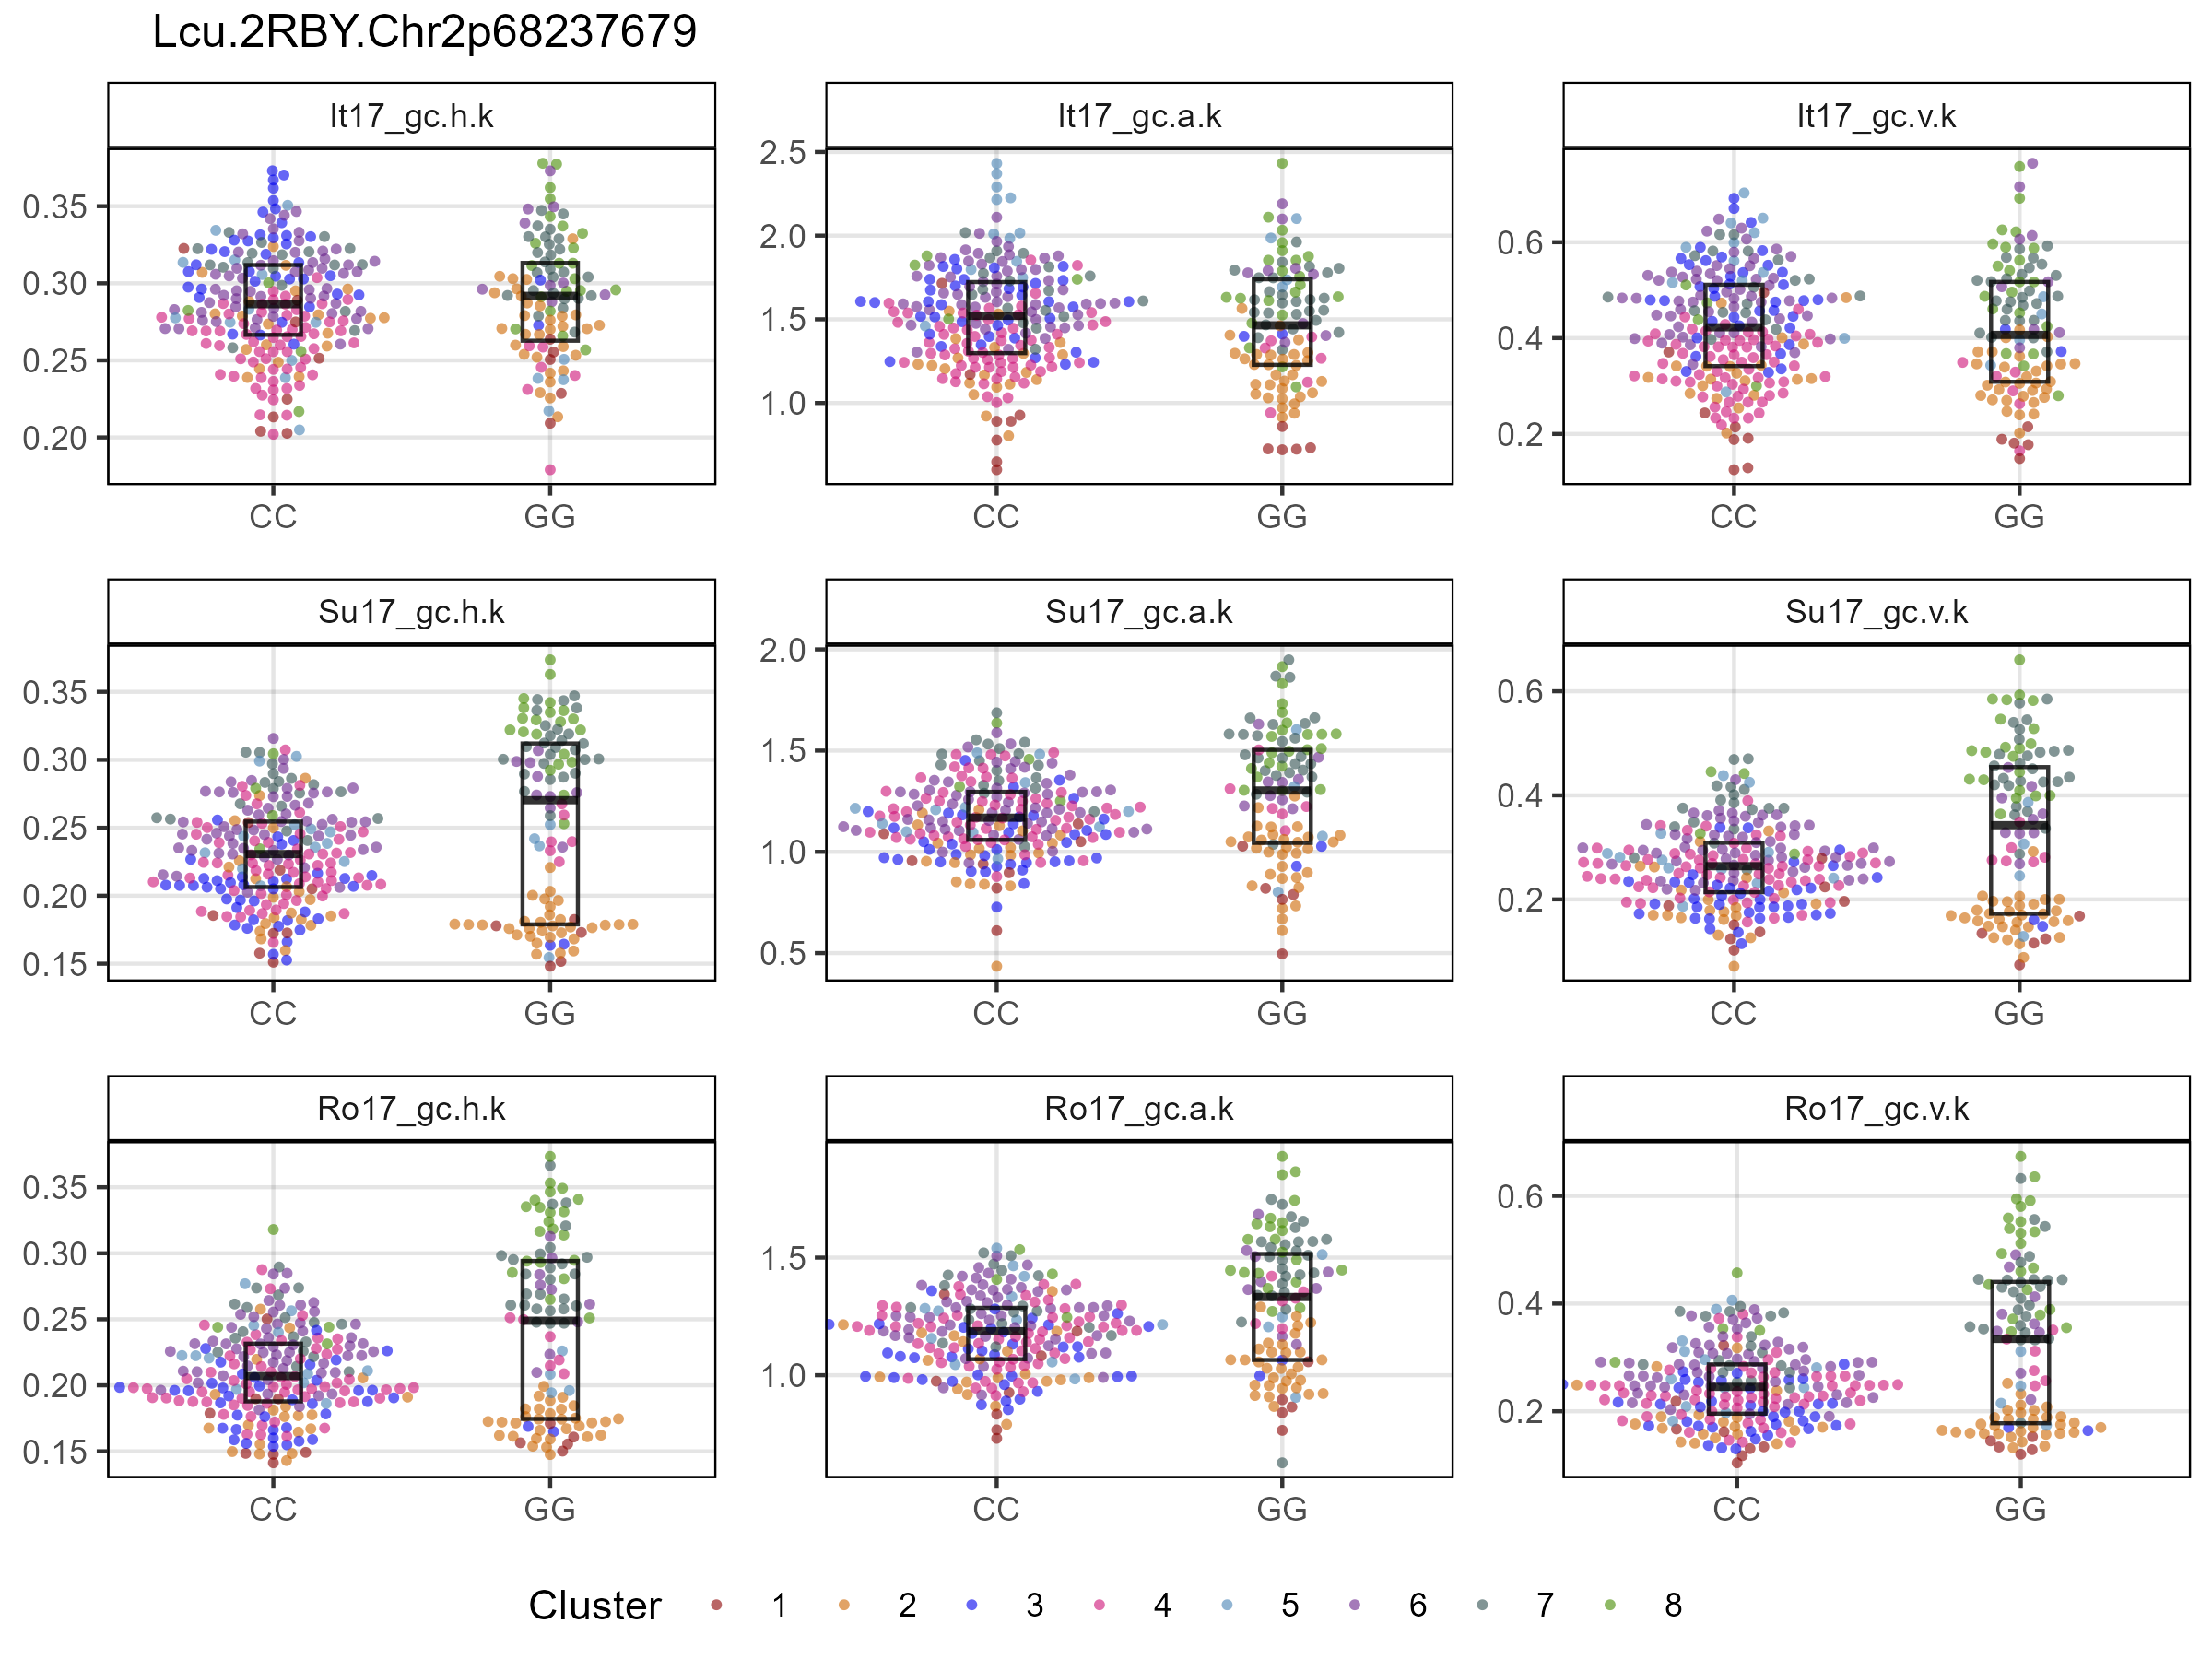 Lcu.2RBY.Chr2p68237679
It17_gc.h.k
It17_gc.a.k
It17_gc.v.k
0.35
0.30
0.25
0.20
CC
GG
2.5
2.0
1.5
1.0
CC
GG
0.6
0.4
0.2
CC
GG
Su17_gc.h.k
Su17_gc.a.k
Su17_gc.v.k
0.35
0.30
0.25
0.20
0.15
CC
GG
2.0
1.5
1.0
0.5
CC
GG
0.6
0.4
0.2
CC
GG
Ro17_gc.h.k
Ro17_gc.a.k
Ro17_gc.v.k
0.35
0.30
0.25
0.20
0.15
CC
GG
1.5
1.0
CC
GG
0.6
0.4
0.2
CC
GG
Cluster 1 2 3 4 5 6 7 8